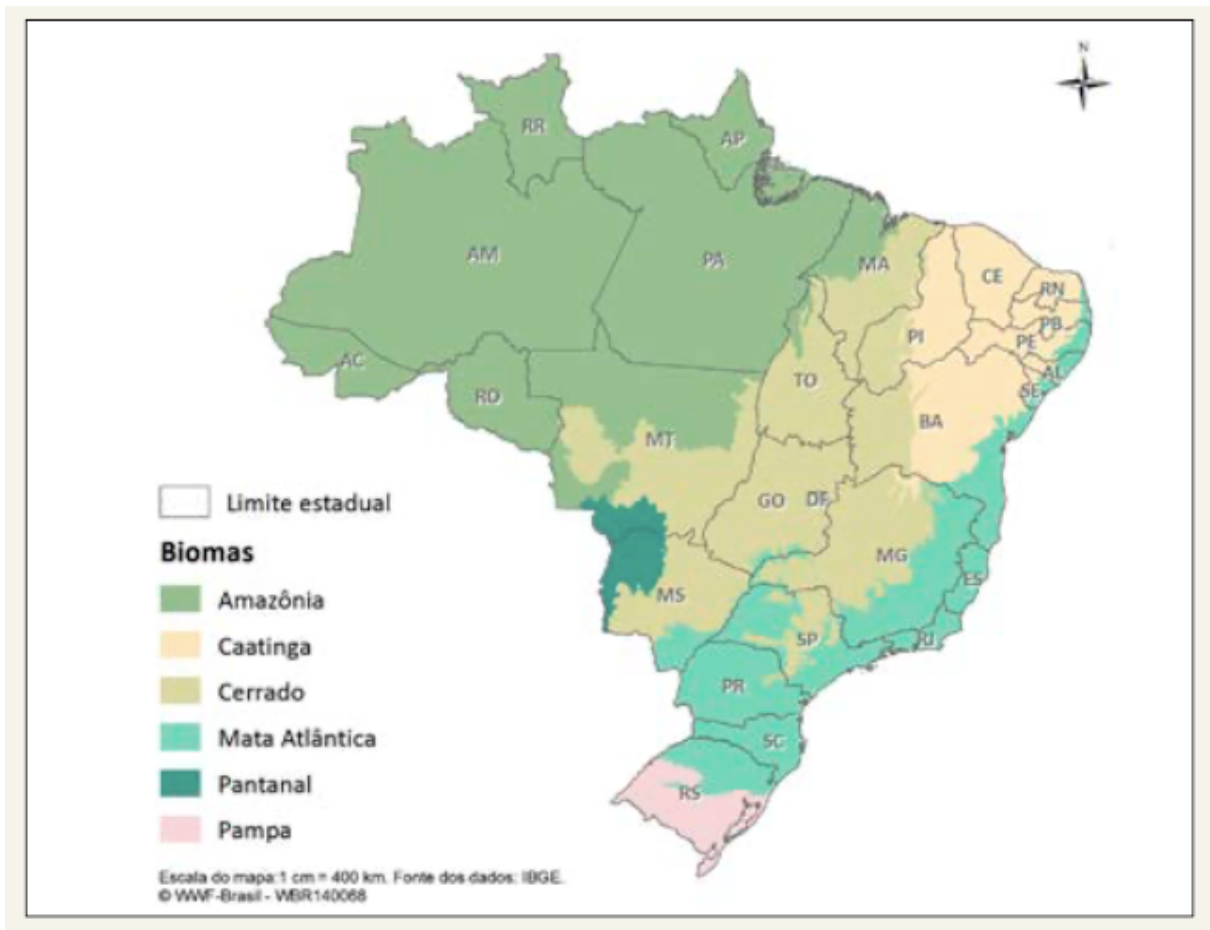 N
RR
AP
AM
PA
MA
CE
RN
PB
PI
PE
AC
AL
TO
SE
RD
BA
MT
GO
DF
MG
ES
MS
SP
RJ
PR
SC
RS
Limite estadual
Biomas
Amazônia
Caatinga
Cerrado
Mata Atlântica
Pantanal
Pampa
Escala do mapa:1 cm = 400 km. Fonte dos dados: IBGE.
© WWF-Brasil - WBR140068